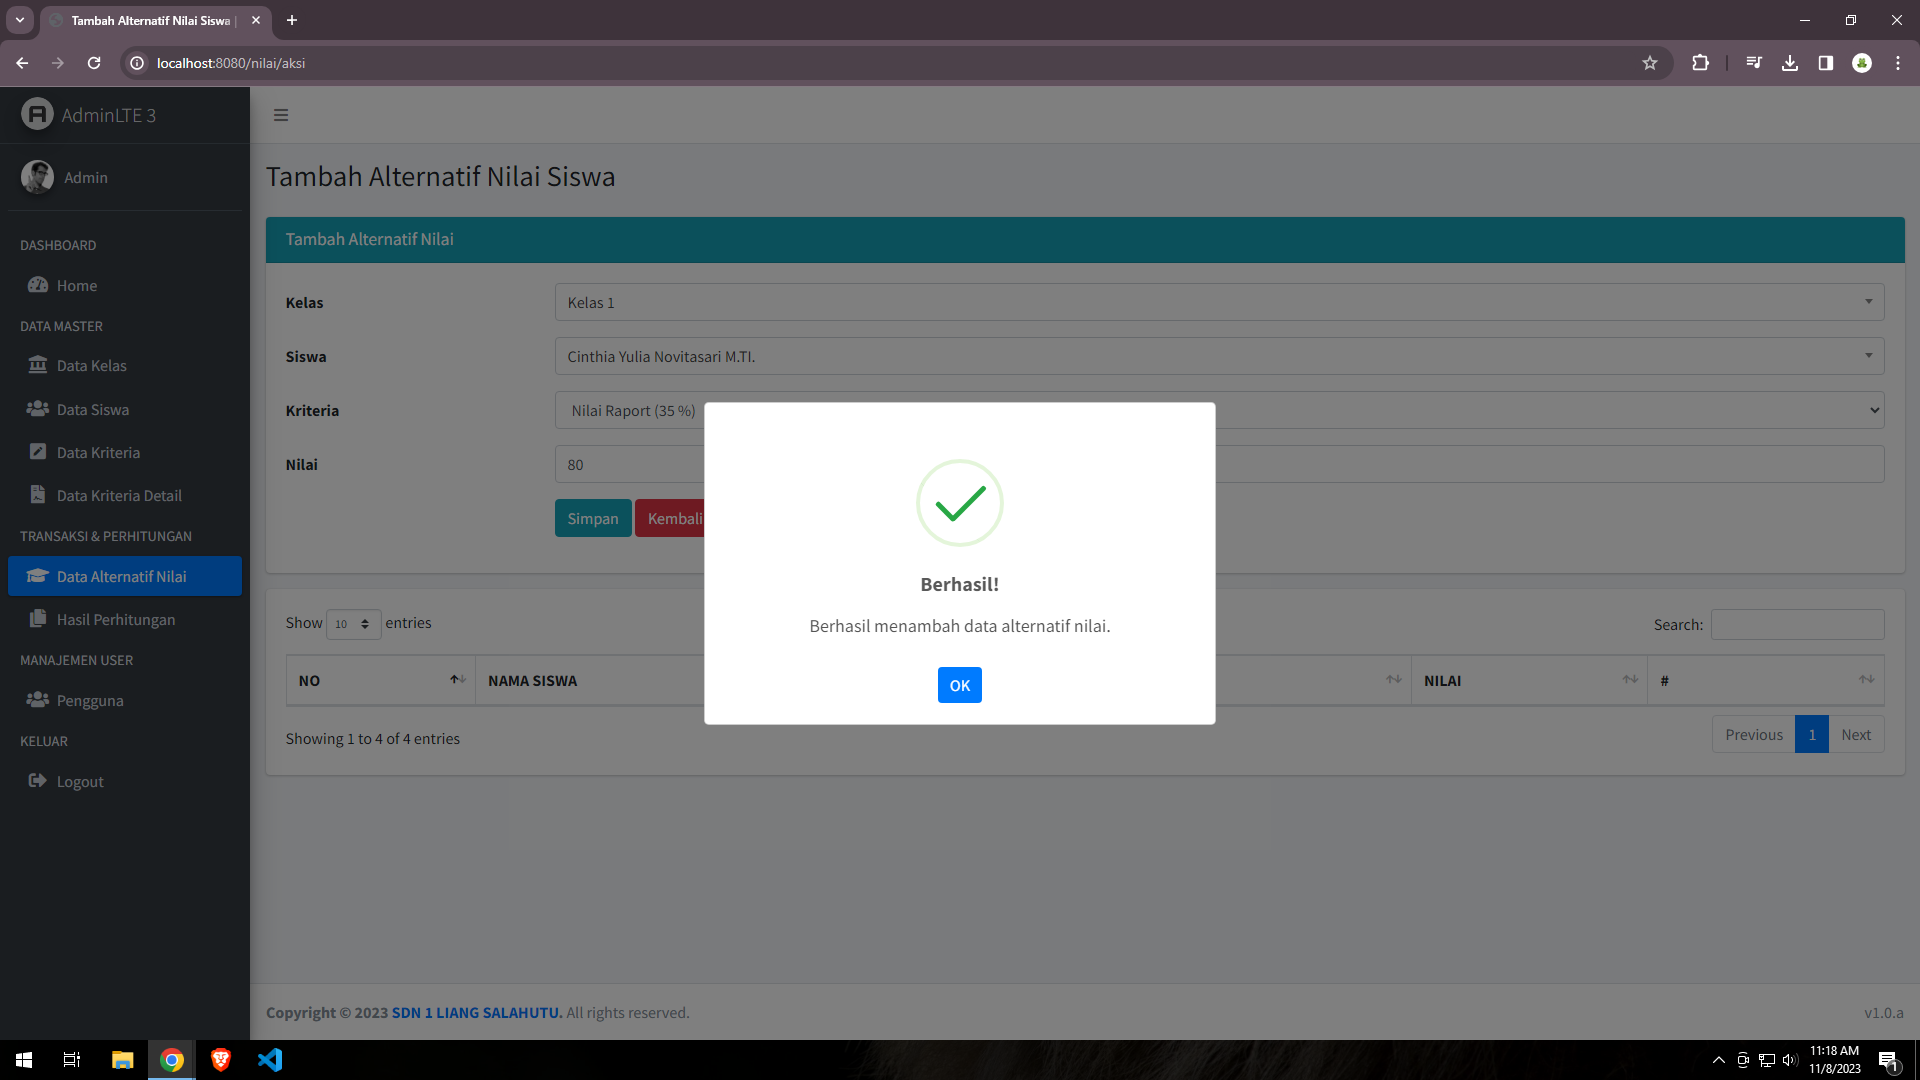 Tambah Alternatif Nilai Siswa |
localhost:8080/nilai/aksi
AdminLTE 3
Admin
DASHBOARD
Home
DATA MASTER
Data Kelas
Data Siswa
Data Kriteria
Data Kriteria Detail
TRANSAKSI & PERHITUNGAN
Data Alternatif Nilai
Hasil Perhitungan
MANAJEMEN USER
Pengguna
KELUAR
Logout
Tambah Alternatif Nilai Siswa
Tambah Alternatif Nilai
Kelas
Kelas 1
Siswa
Cinthia Yulia Novitasari M.TI.
Kriteria
Nilai Raport (35 %)
Nilai
80
Simpan
Kembali
Berhasil!
Berhasil menambah data alternatif nilai.
OK
Show 10 entries
Search:
NO
NAMA SISWA
NILAI
#
Showing 1 to 4 of 4 entries
Previous
1
Next
Copyright © 2023 SDN 1 LIANG SALAHUTU. All rights reserved.
v1.0.a
11:18 AM
11/8/2023
1